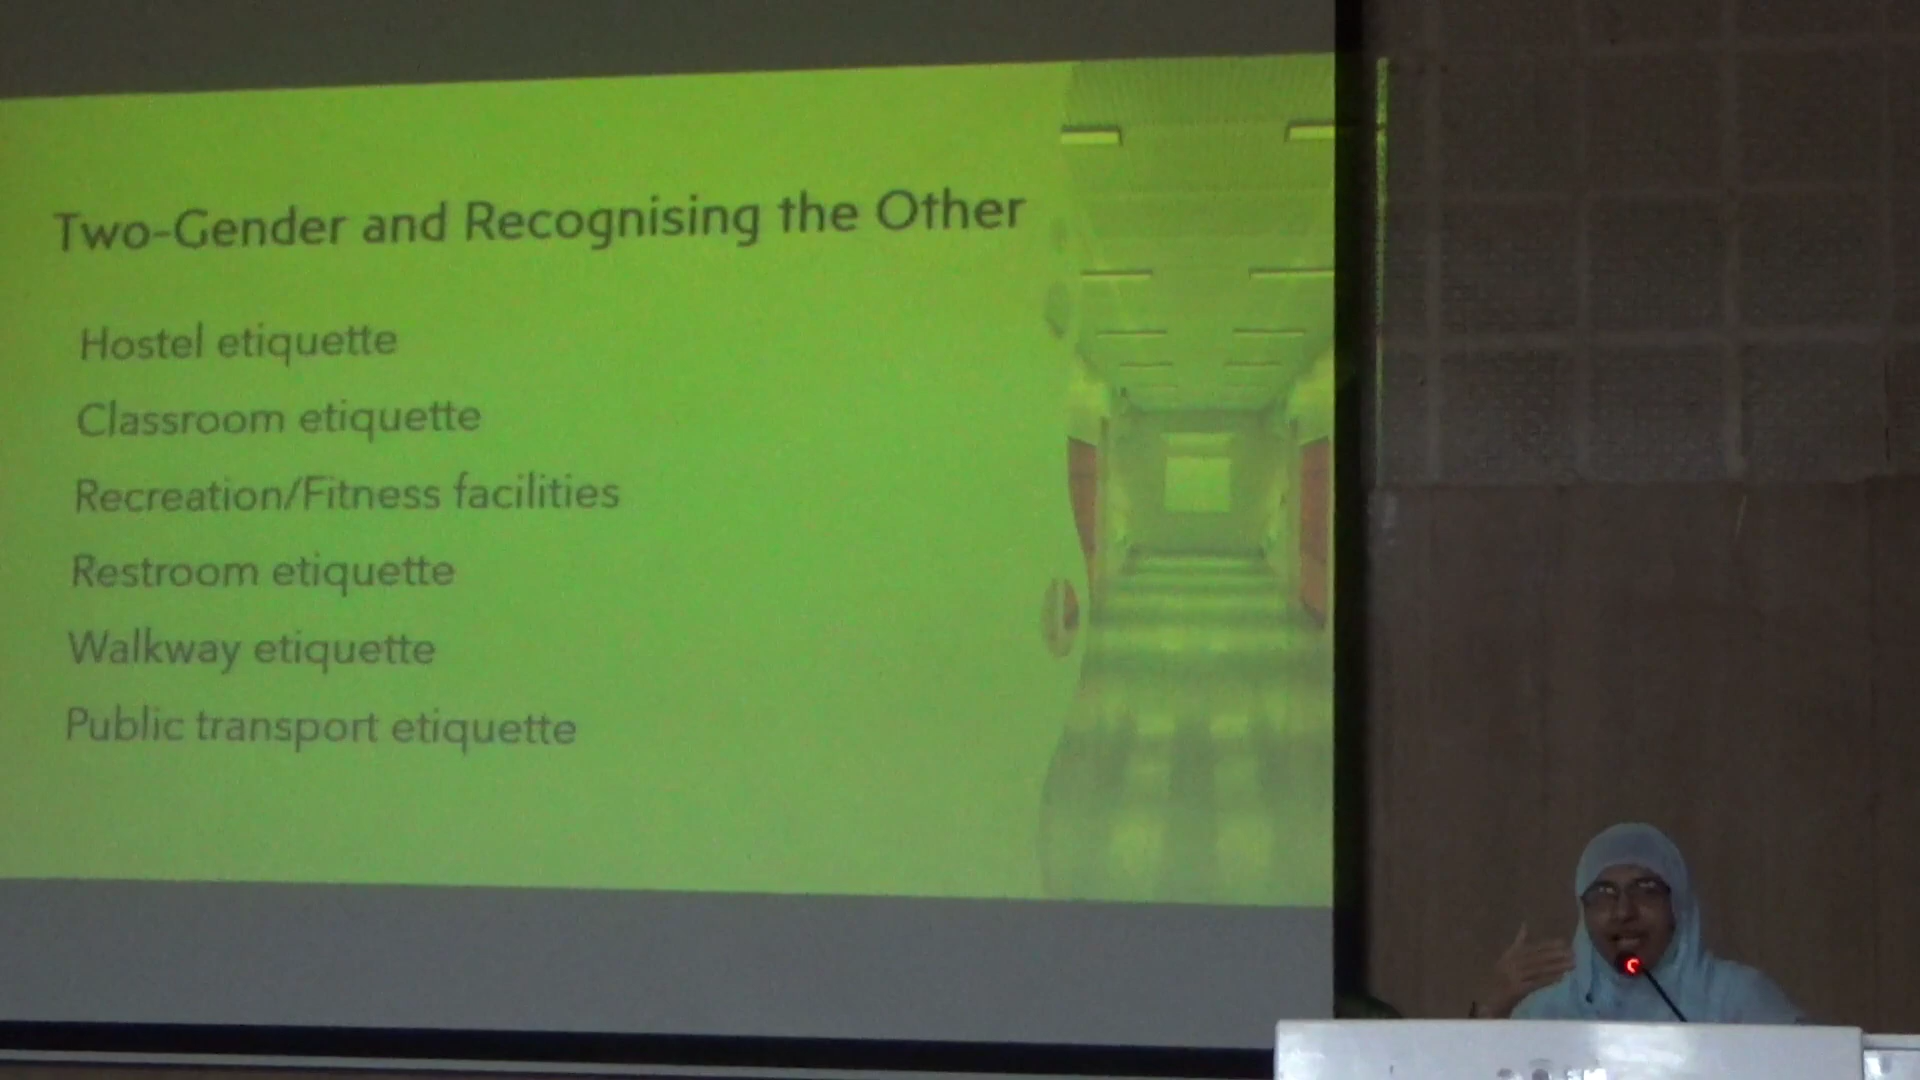 Two-Gender and Recognising the Other
Hostel etiquette
Classroom etiquette
Recreation/Fitness facilities
Restroom etiquette
Walkway etiquette
Public transport etiquette